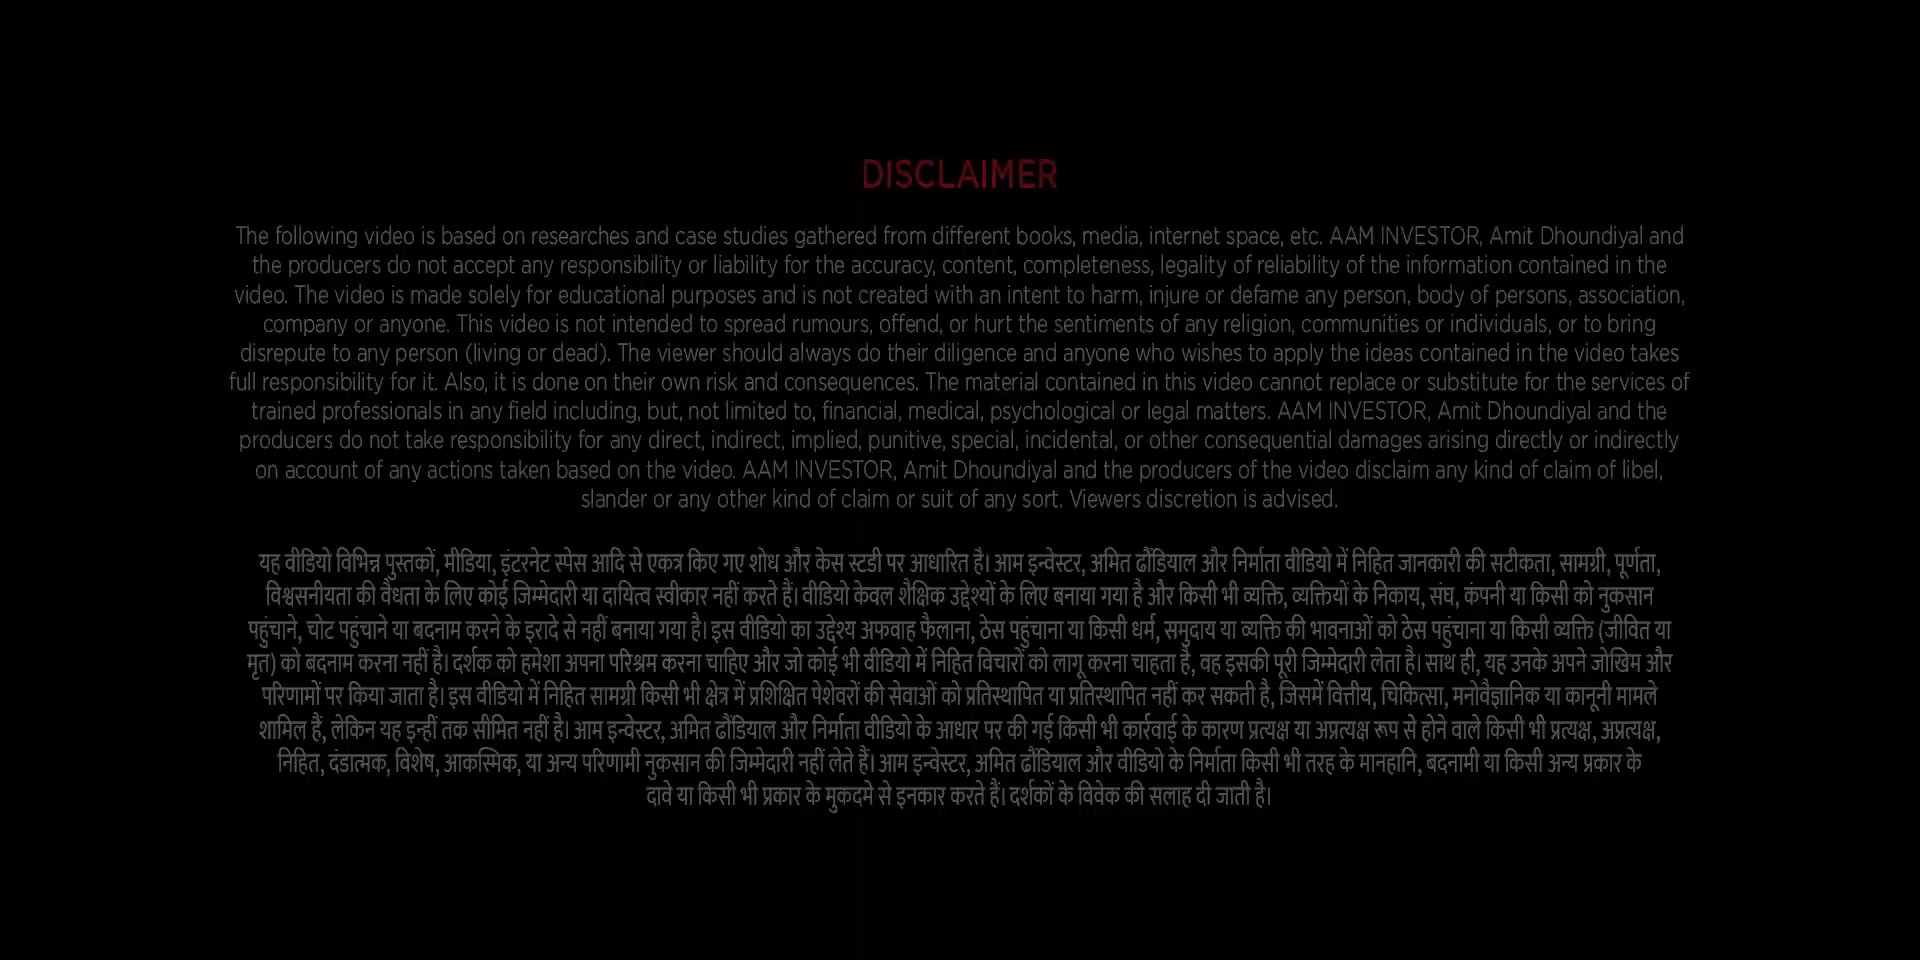 DISCLAIMER
The following video is based on researches and case studies gathered from different books, media, internet space, etc. AAM INVESTOR, Amit Dhoundiyal and
the producers do not accept any responsibility or liability for the accuracy, content, completeness, legality of reliability of the information contained in the
video. The video is made solely for educational purposes and is not created with an intent to harm, injure or defame any person, body of persons, association,
company or anyone. This video is not intended to spread rumours, offend, or hurt the sentiments of any religion, communities or individuals, or to bring
disrepute to any person (living or dead). The viewer should always do their diligence and anyone who wishes to apply the ideas contained in the video takes
full responsibility for it. Also, it is done on their own risk and consequences. The material contained in this video cannot replace or substitute for the services of
trained professionals in any field including, but, not limited to, financial, medical, psychological or legal matters. AAM INVESTOR, Amit Dhoundiyal and the
producers do not take responsibility for any direct, indirect, implied, punitive, special, incidental, or other consequential damages arising directly or indirectly
on account of any actions taken based on the video. AAM INVESTOR, Amit Dhoundiyal and the producers of the video disclaim any kind of claim of libel,
slander or any other kind of claim or suit of any sort. Viewers discretion is advised.
यह वीडियो विभिन्न पुस्तकों, मीडिया, इंटरनेट स्पेस आदि से एकत्र किए गए शोध और केस स्टडी पर आधारित है। आम इन्वेस्टर, अमित ढौंडियाल और निर्माता वीडियो में निहित जानकारी की सटीकता, सामग्री, पूर्णता,
विश्वसनीयता की वैधता के लिए कोई जिम्मेदारी या दायित्व स्वीकार नहीं करते हैं। वीडियो केवल शैक्षिक उद्देश्यों के लिए बनाया गया है और किसी भी व्यक्ति, व्यक्तियों के निकाय, संघ, कंपनी या किसी को नुकसान
पहुंचाने, चोट पहुंचाने या बदनाम करने के इरादे से नहीं बनाया गया है। इस वीडियो का उद्देश्य अफवाह फैलाना, ठेस पहुंचाना या किसी धर्म, समुदाय या व्यक्ति की भावनाओं को ठेस पहुंचाना या किसी व्यक्ति (जीवित या
मृत) को बदनाम करना नहीं है। दर्शक को हमेशा अपना परिश्रम करना चाहिए और जो कोई भी वीडियो में निहित विचारों को लागू करना चाहता है, वह इसकी पूरी जिम्मेदारी लेता है। साथ ही, यह उनके अपने जोखिम और
परिणामों पर किया जाता है। इस वीडियो में निहित सामग्री किसी भी क्षेत्र में प्रशिक्षित पेशेवरों की सेवाओं को प्रतिस्थापित या प्रतिस्थापित नहीं कर सकती है, जिसमें वित्तीय, चिकित्सा, मनोवैज्ञानिक या कानूनी मामले
शामिल हैं, लेकिन यह इन्हीं तक सीमित नहीं है। आम इन्वेस्टर, अमित ढौंडियाल और निर्माता वीडियो के आधार पर की गई किसी भी कार्रवाई के कारण प्रत्यक्ष या अप्रत्यक्ष रूप से होने वाले किसी भी प्रत्यक्ष, अप्रत्यक्ष,
निहित, दंडात्मक, विशेष, आकस्मिक, या अन्य परिणामी नुकसान की जिम्मेदारी नहीं लेते हैं। आम इन्वेस्टर, अमित ढौंडियाल और वीडियो के निर्माता किसी भी तरह के मानहानि, बदनामी या किसी अन्य प्रकार के
दावे या किसी भी प्रकार के मुकदमे से इनकार करते हैं। दर्शकों के विवेक की सलाह दी जाती है।